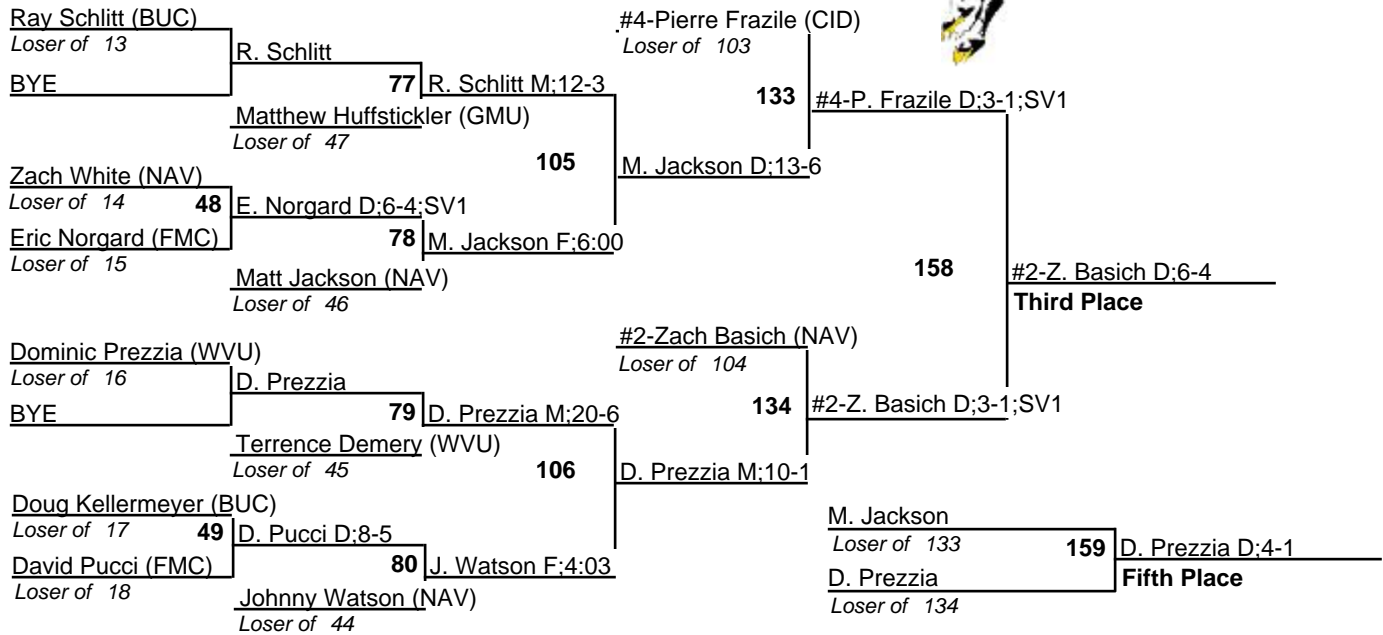 Ray Schlitt (BUC)
Loser of 13
BYE
R. Schlitt
77
R. Schlitt M;12-3
Matthew Huffstickler (GMU)
Loser of 47
Zach White (NAV)
Loser of 14
48
E. Norgard D;6-4;SV1
Eric Norgard (FMC)
Loser of 15
78
M. Jackson F;6:00
Matt Jackson (NAV)
Loser of 46
105
M. Jackson D;13-6
#4-Pierre Frazile (CID)
Loser of 103
133
#4-P. Frazile D;3-1;SV1
Dominic Prezzia (WVU)
Loser of 16
BYE
D. Prezzia
79
D. Prezzia M;20-6
Terrence Demery (WVU)
Loser of 45
Doug Kellermeyer (BUC)
Loser of 17
49
D. Pucci D;8-5
David Pucci (FMC)
Loser of 18
80
J. Watson F;4:03
Johnny Watson (NAV)
Loser of 44
106
D. Prezzia M;10-1
#2-Zach Basich (NAV)
Loser of 104
134
#2-Z. Basich D;3-1;SV1
158
#2-Z. Basich D;6-4
Third Place
M. Jackson
Loser of 133
159
D. Prezzia D;4-1
D. Prezzia
Loser of 134
Fifth Place